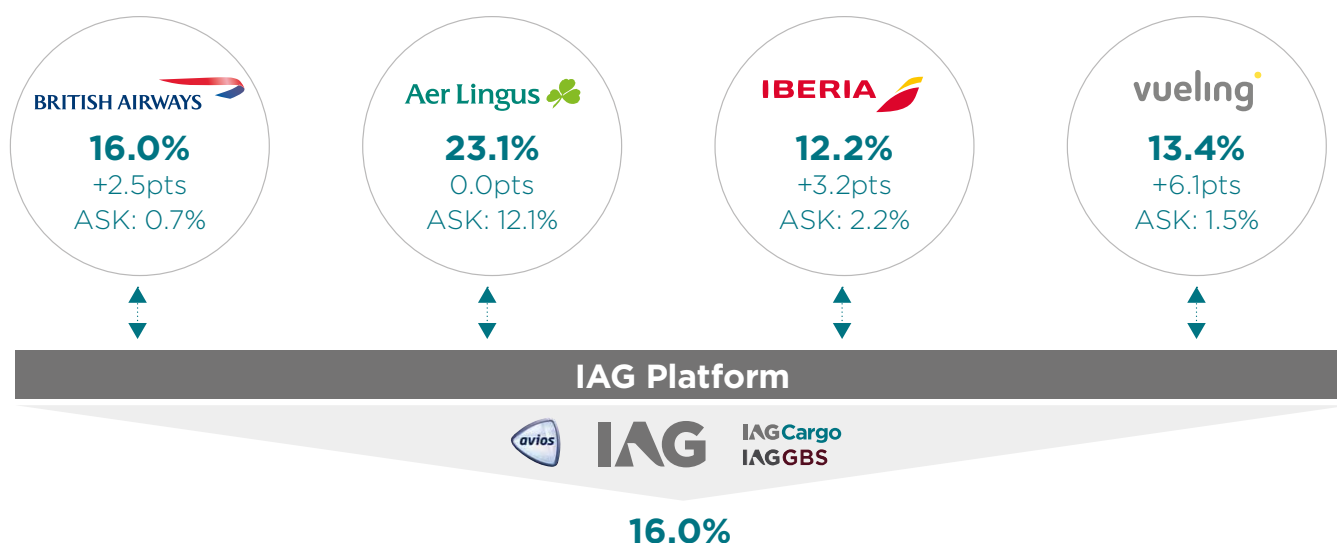 BRITISH AIRWAYS
16.0%
+2.5pts
ASK: 0.7%
Aer Lingus
23.1%
0.0pts
ASK: 12.1%
IBERIA
12.2%
+3.2pts
ASK: 2.2%
vueling
13.4%
+6.1pts
ASK: 1.5%
IAG Platform
avios
IAG
IAGCargo
IAGGBS
16.0%